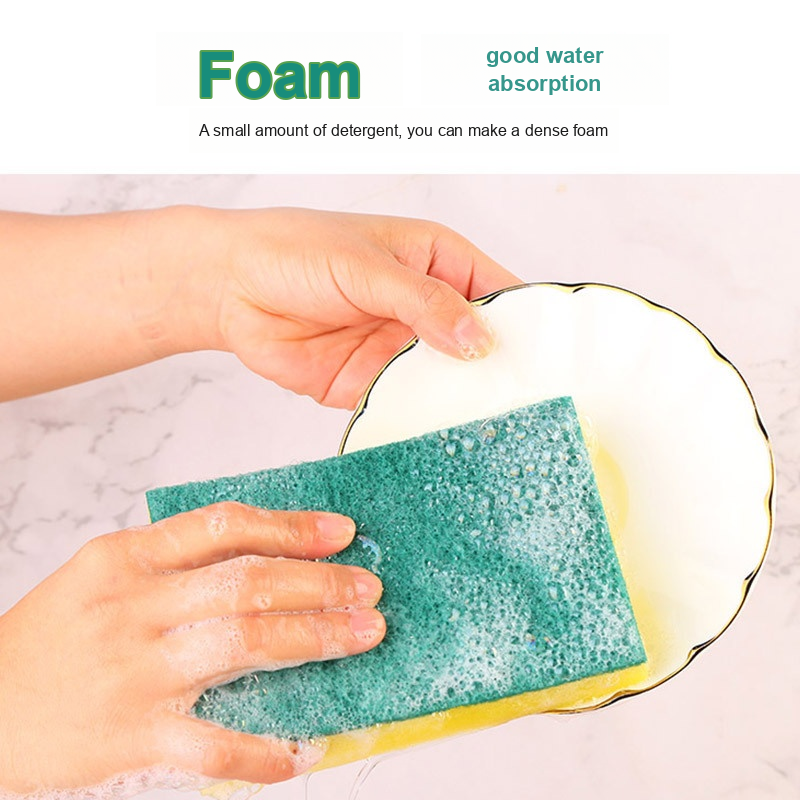 Foam
good water
absorption
A small amount of detergent, you can make a dense foam